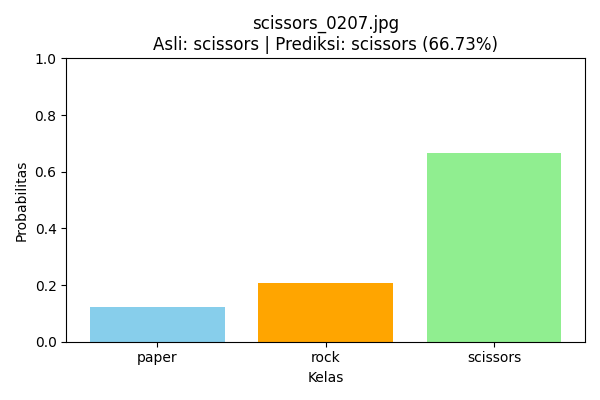 scissors_0207.jpg
Asli: scissors | Prediksi: scissors (66.73%)
1.0
0.8
0.6
0.4
0.2
0.0
Probabilitas
paper rock scissors
Kelas